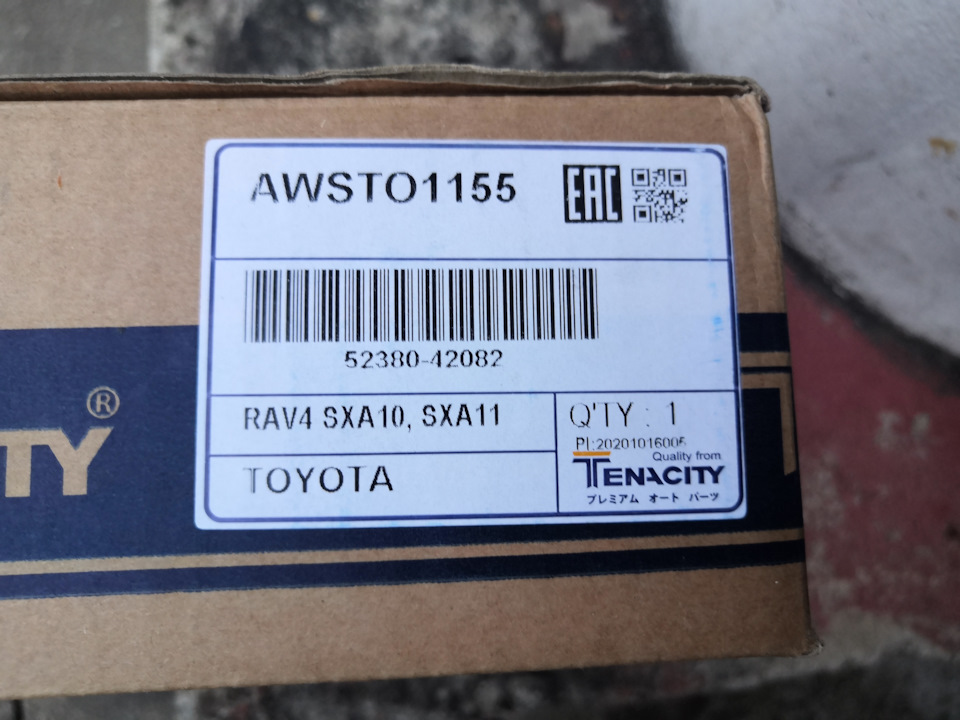 AWSTO1155
EAC
52380-42082
RAV4 SXA10, SXA11
Q'TY : 1
PI:20201016005
TOYOTA
Quality from
TENACITY
プレミアム オート パーツ
®
ITY